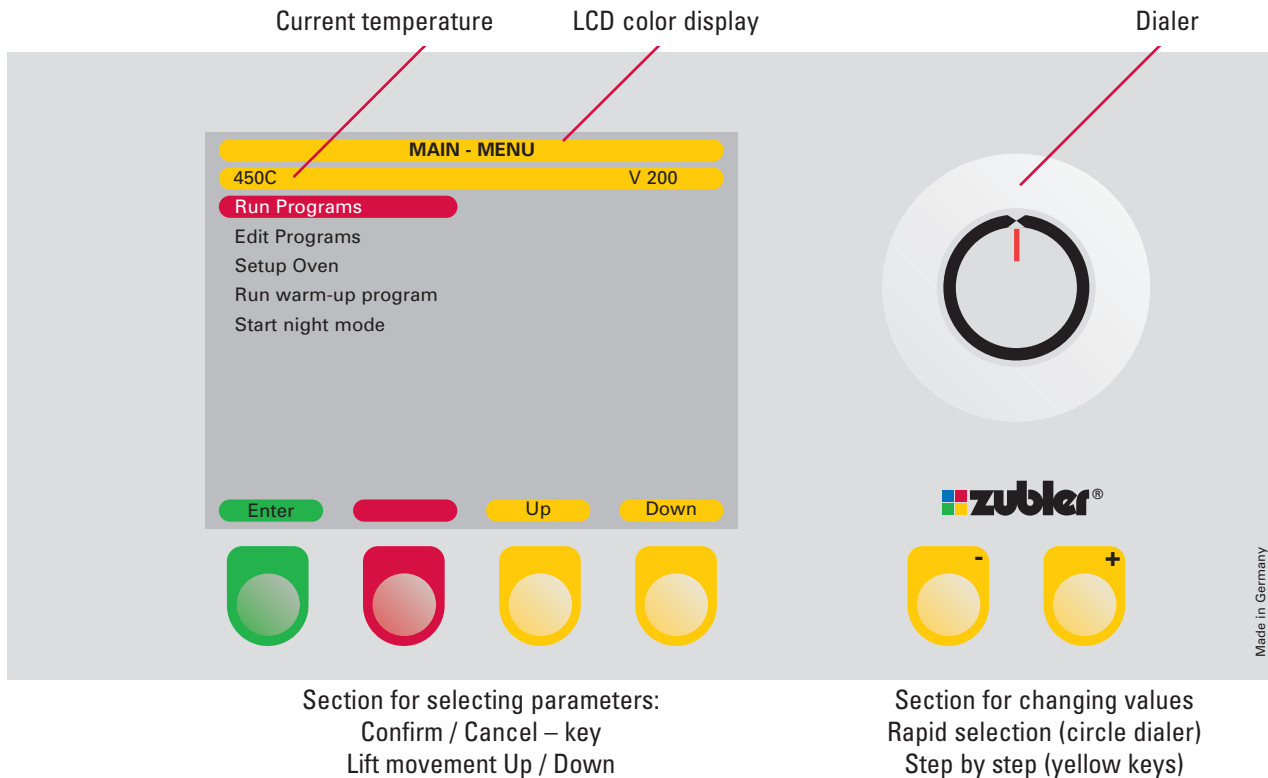 Current temperature
LCD color display
Dialer
MAIN - MENU
450C
V 200
Run Programs
Edit Programs
Setup Oven
Run warm-up program
Start night mode
Enter
Up
Down
zubler®
-
+
Made in Germany
Section for selecting parameters:
Confirm / Cancel – key
Lift movement Up / Down
Section for changing values
Rapid selection (circle dialer)
Step by step (yellow keys)